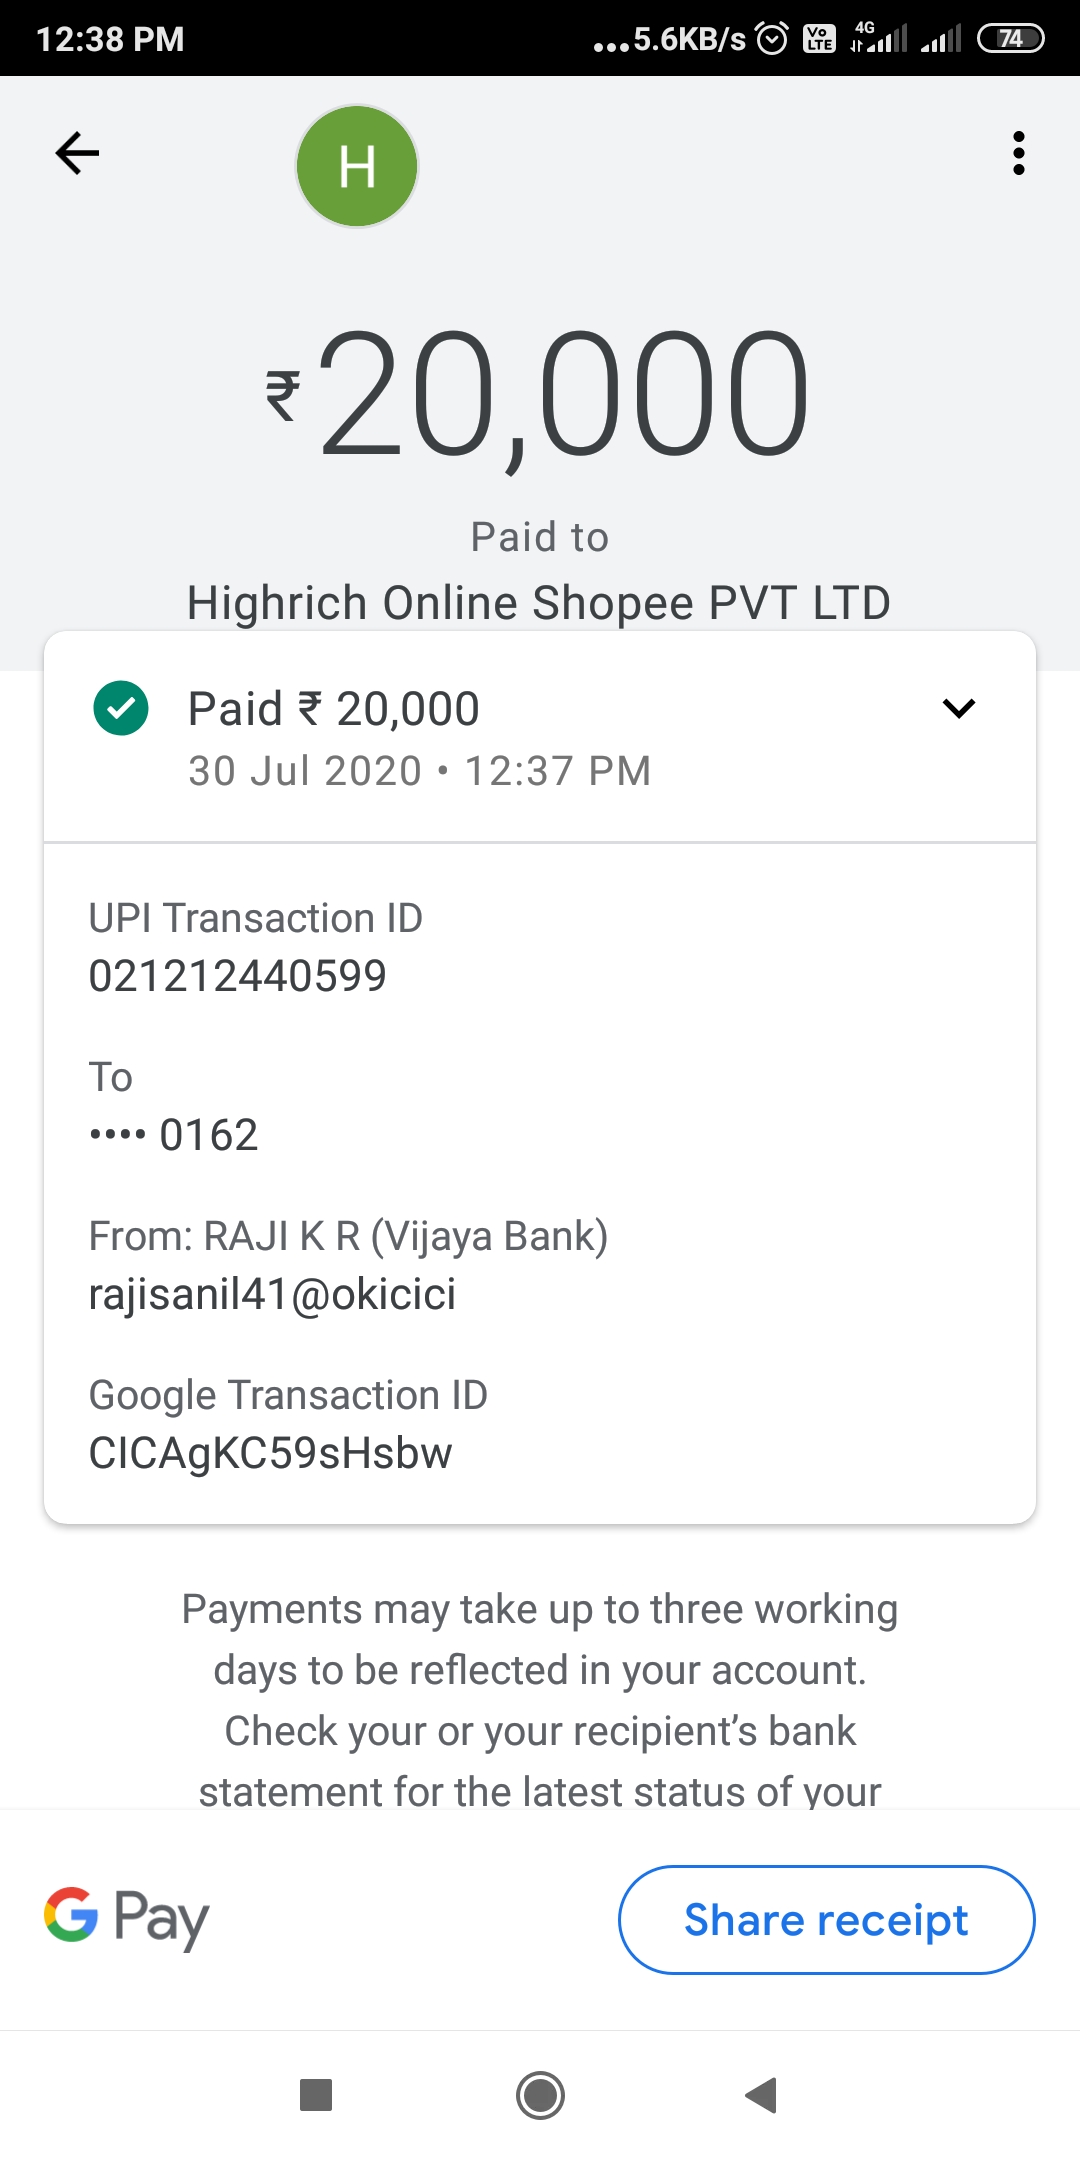 12:38 PM
...5.6KB/s Vo LTE 4G 74
H
₹20,000
Paid to
Highrich Online Shopee PVT LTD
Paid ₹ 20,000
30 Jul 2020 • 12:37 PM
UPI Transaction ID
021212440599
To
•••• 0162
From: RAJI K R (Vijaya Bank)
rajisanil41@okicici
Google Transaction ID
CICAgKC59sHsbw
Payments may take up to three working
days to be reflected in your account.
Check your or your recipient’s bank
statement for the latest status of your
G Pay
Share receipt